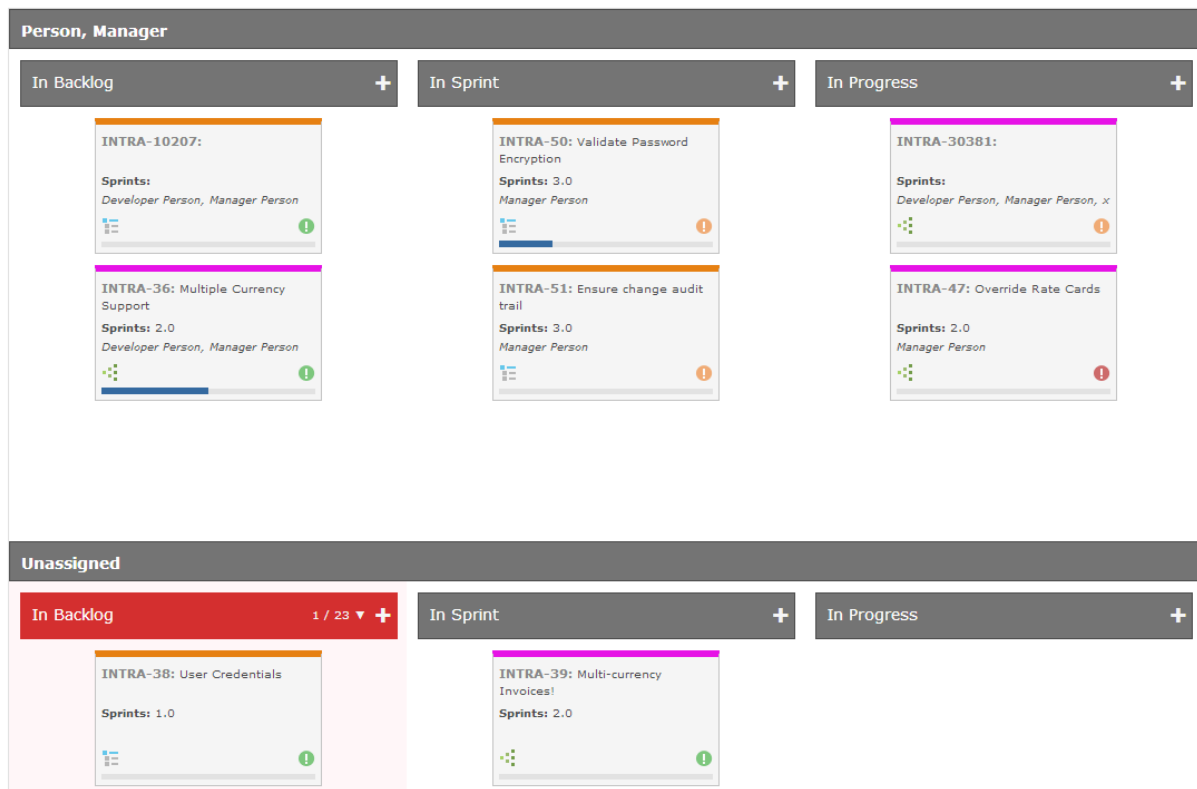 Person, Manager
In Backlog
In Sprint
In Progress
INTRA-10207:
Sprints:
Developer Person, Manager Person
INTRA-50: Validate Password
Encryption
Sprints: 3.0
Manager Person
INTRA-30381:
Sprints:
Developer Person, Manager Person, x
INTRA-36: Multiple Currency
Support
Sprints: 2.0
Developer Person, Manager Person
INTRA-51: Ensure change audit
trail
Sprints: 3.0
Manager Person
INTRA-47: Override Rate Cards
Sprints: 2.0
Manager Person
Unassigned
In Backlog 1 / 23
In Sprint
In Progress
INTRA-38: User Credentials
Sprints: 1.0
INTRA-39: Multi-currency
Invoices!
Sprints: 2.0